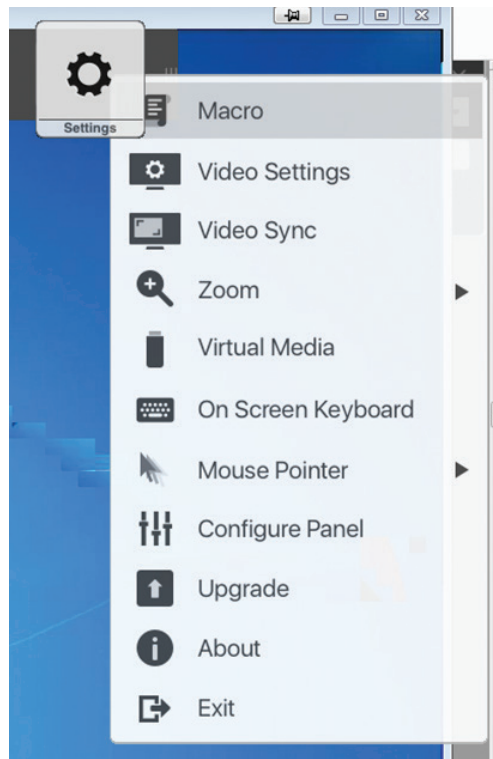 Settings
Macro
Video Settings
Video Sync
Zoom
Virtual Media
On Screen Keyboard
Mouse Pointer
Configure Panel
Upgrade
About
Exit